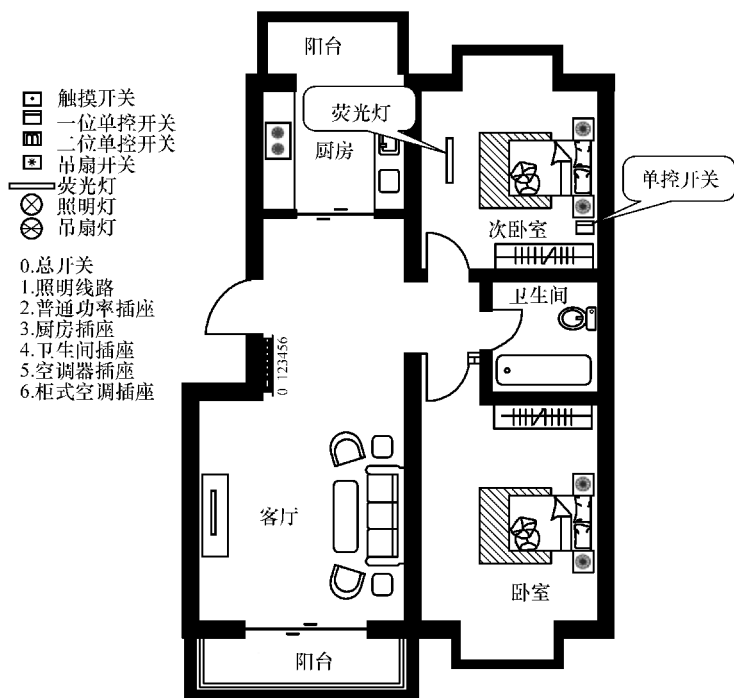 阳台
触摸开关
一位单控开关
二位单控开关
吊扇开关
荧光灯
照明灯
吊扇灯
0.总开关
1.照明线路
2.普通功率插座
3.厨房插座
4.卫生间插座
5.空调器插座
6.柜式空调插座
荧光灯
厨房
单控开关
次卧室
卫生间
0 123456
客厅
卧室
阳台